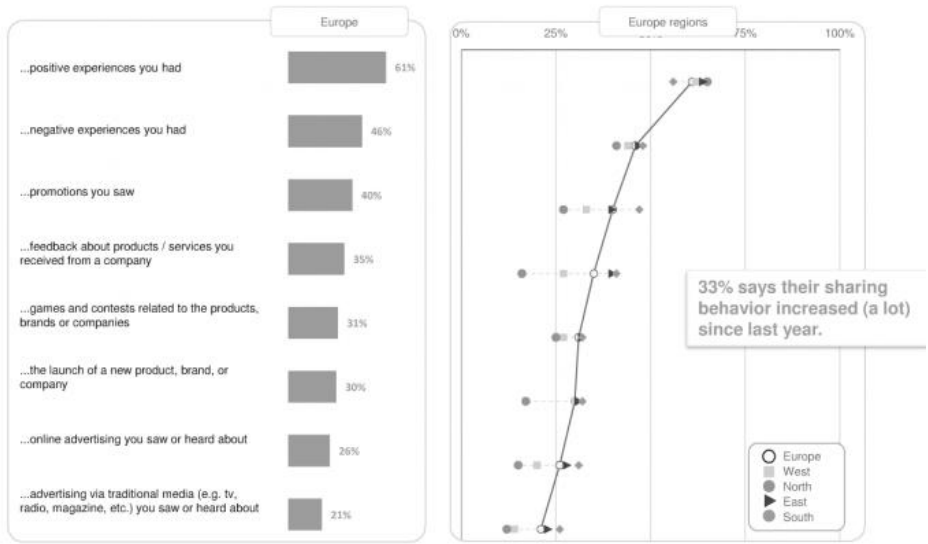 Europe
...positive experiences you had
61%
...negative experiences you had
46%
...promotions you saw
40%
...feedback about products / services you
received from a company
35%
...games and contests related to the products,
brands or companies
31%
...the launch of a new product, brand, or
company
30%
...online advertising you saw or heard about
26%
...advertising via traditional media (e.g. tv,
radio, magazine, etc.) you saw or heard about
21%
Europe regions
0%
25%
75%
100%
33% says their sharing
behavior increased (a lot)
since last year.
Europe
West
North
East
South